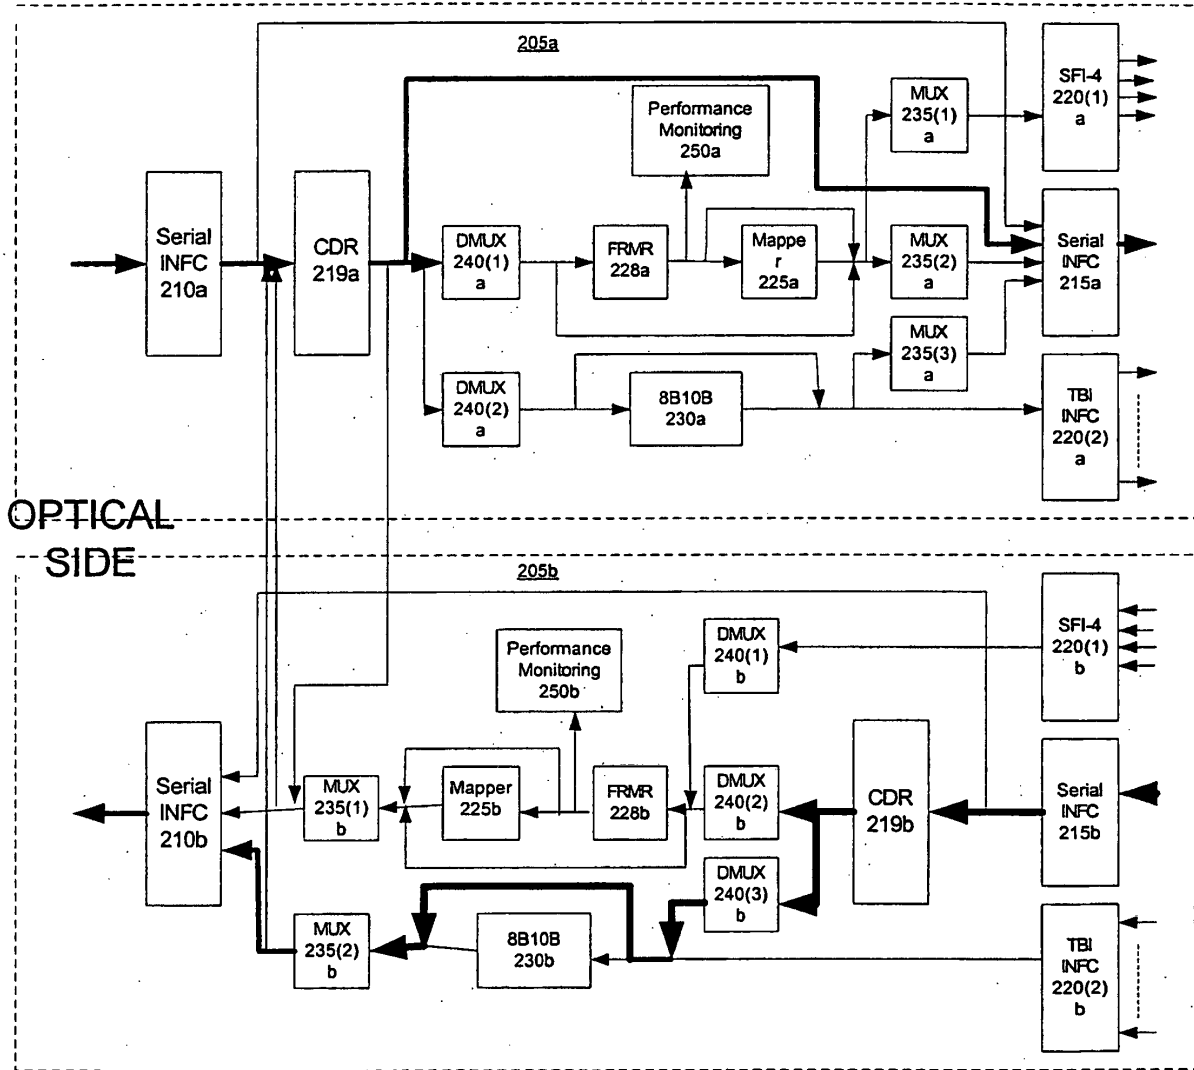 205a
SFI-4
220(1)
a
MUX
235(1)
a
Performance
Monitoring
250a
Serial
INFC
210a
CDR
219a
DMUX
240(1)
a
FRMR
228a
Mappe
r
225a
MUX
235(2)
a
Serial
INFC
215a
MUX
235(3)
a
DMUX
240(2)
a
8B10B
230a
TBI
INFC
220(2)
a
OPTICAL
SIDE
205b
SFI-4
220(1)
b
DMUX
240(1)
b
Performance
Monitoring
250b
Serial
INFC
210b
MUX
235(1)
b
Mapper
225b
FRMR
228b
DMUX
240(2)
b
CDR
219b
Serial
INFC
215b
DMUX
240(3)
b
MUX
235(2)
b
8B10B
230b
TBI
INFC
220(2)
b